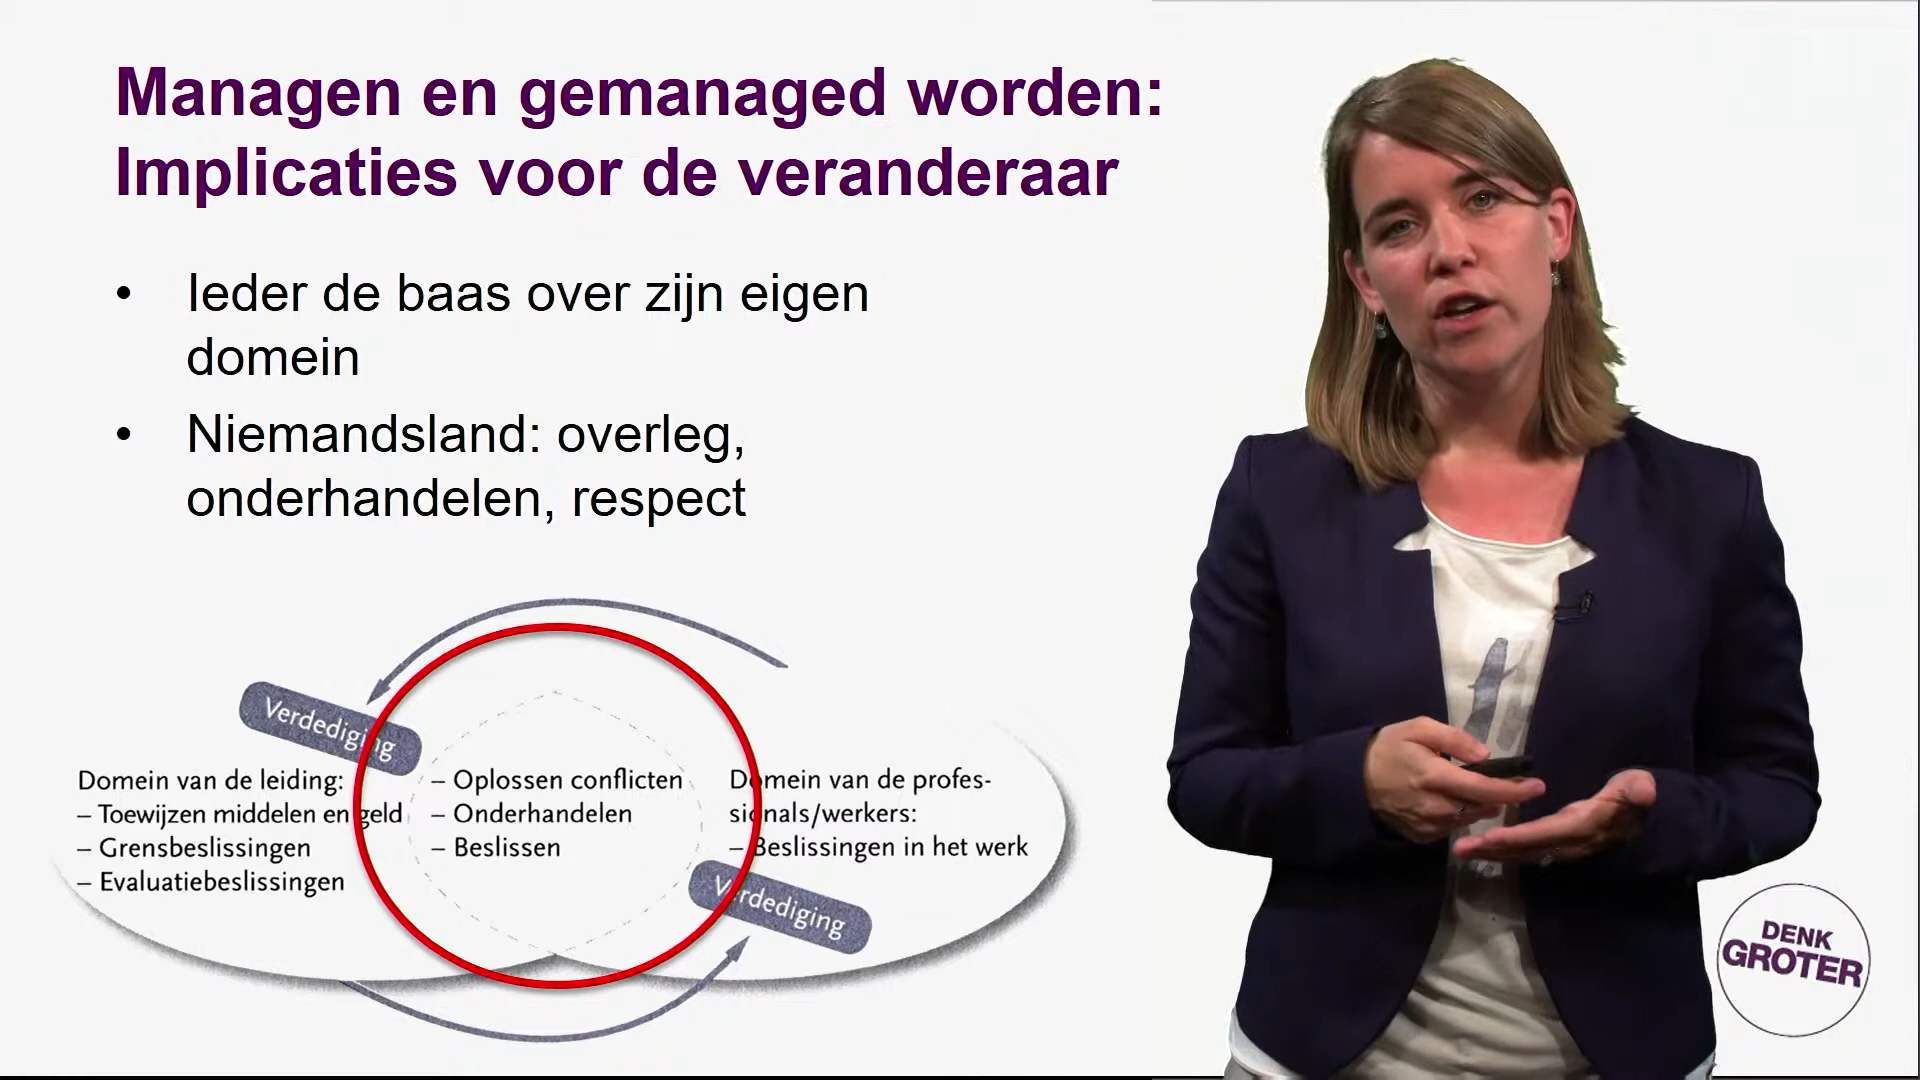 Managen en gemanaged worden:
Implicaties voor de veranderaar
• Ieder de baas over zijn eigen
domein
• Niemandsland: overleg,
onderhandelen, respect
Verdediging
Domein van de leiding:
– Toewijzen middelen en geld
– Grensbeslissingen
– Evaluatiebeslissingen
– Oplossen conflicten
– Onderhandelen
– Beslissen
Domein van de profes-
sionals/werkers:
– Beslissingen in het werk
Verdediging
DENK
GROTER